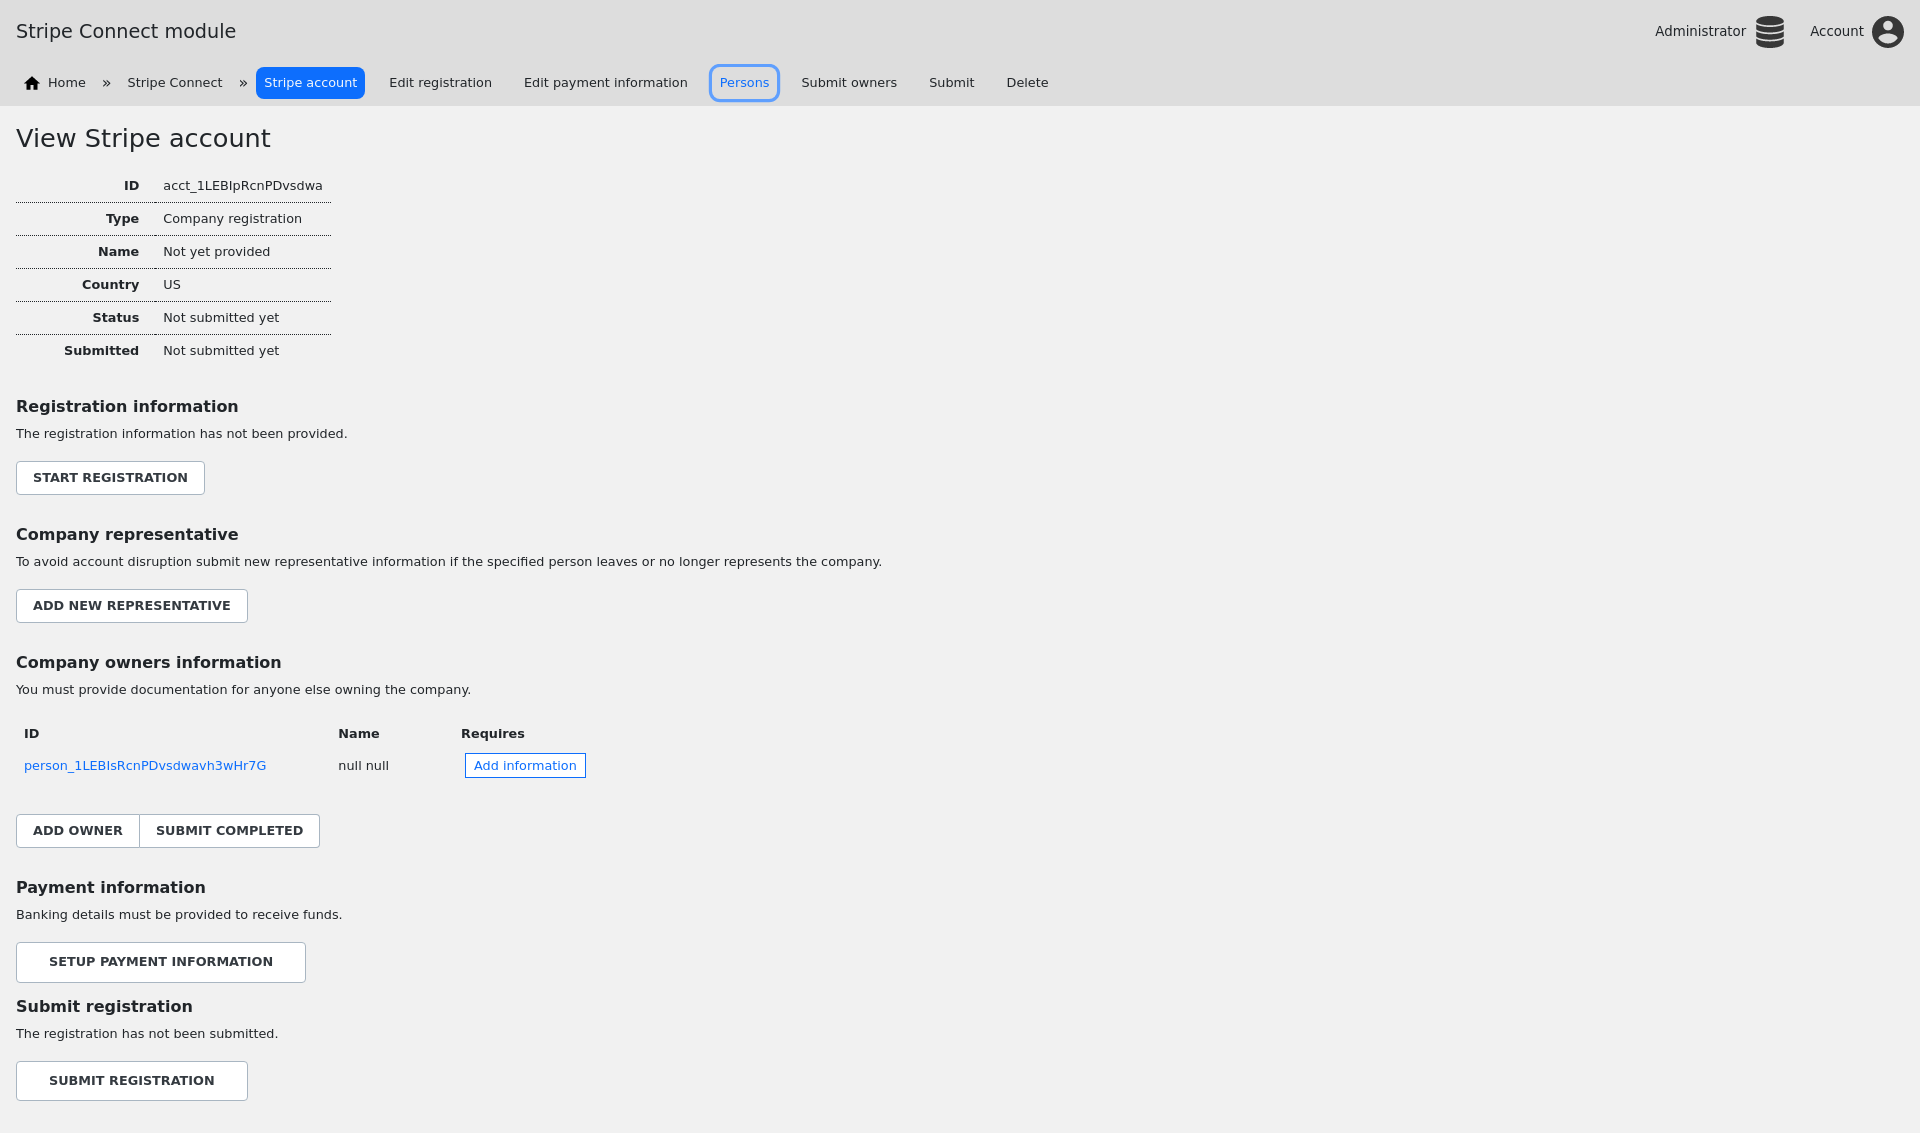 Stripe Connect module
Administrator
Account
Home » Stripe Connect » Stripe account Edit registration Edit payment information Persons Submit owners Submit Delete
View Stripe account
ID acct_1LEBIpRcnPDvsdwa
Type Company registration
Name Not yet provided
Country US
Status Not submitted yet
Submitted Not submitted yet
Registration information
The registration information has not been provided.
START REGISTRATION
Company representative
To avoid account disruption submit new representative information if the specified person leaves or no longer represents the company.
ADD NEW REPRESENTATIVE
Company owners information
You must provide documentation for anyone else owning the company.
ID Name Requires
person_1LEBIsRcnPDvsdwavh3wHr7G null null Add information
ADD OWNER SUBMIT COMPLETED
Payment information
Banking details must be provided to receive funds.
SETUP PAYMENT INFORMATION
Submit registration
The registration has not been submitted.
SUBMIT REGISTRATION